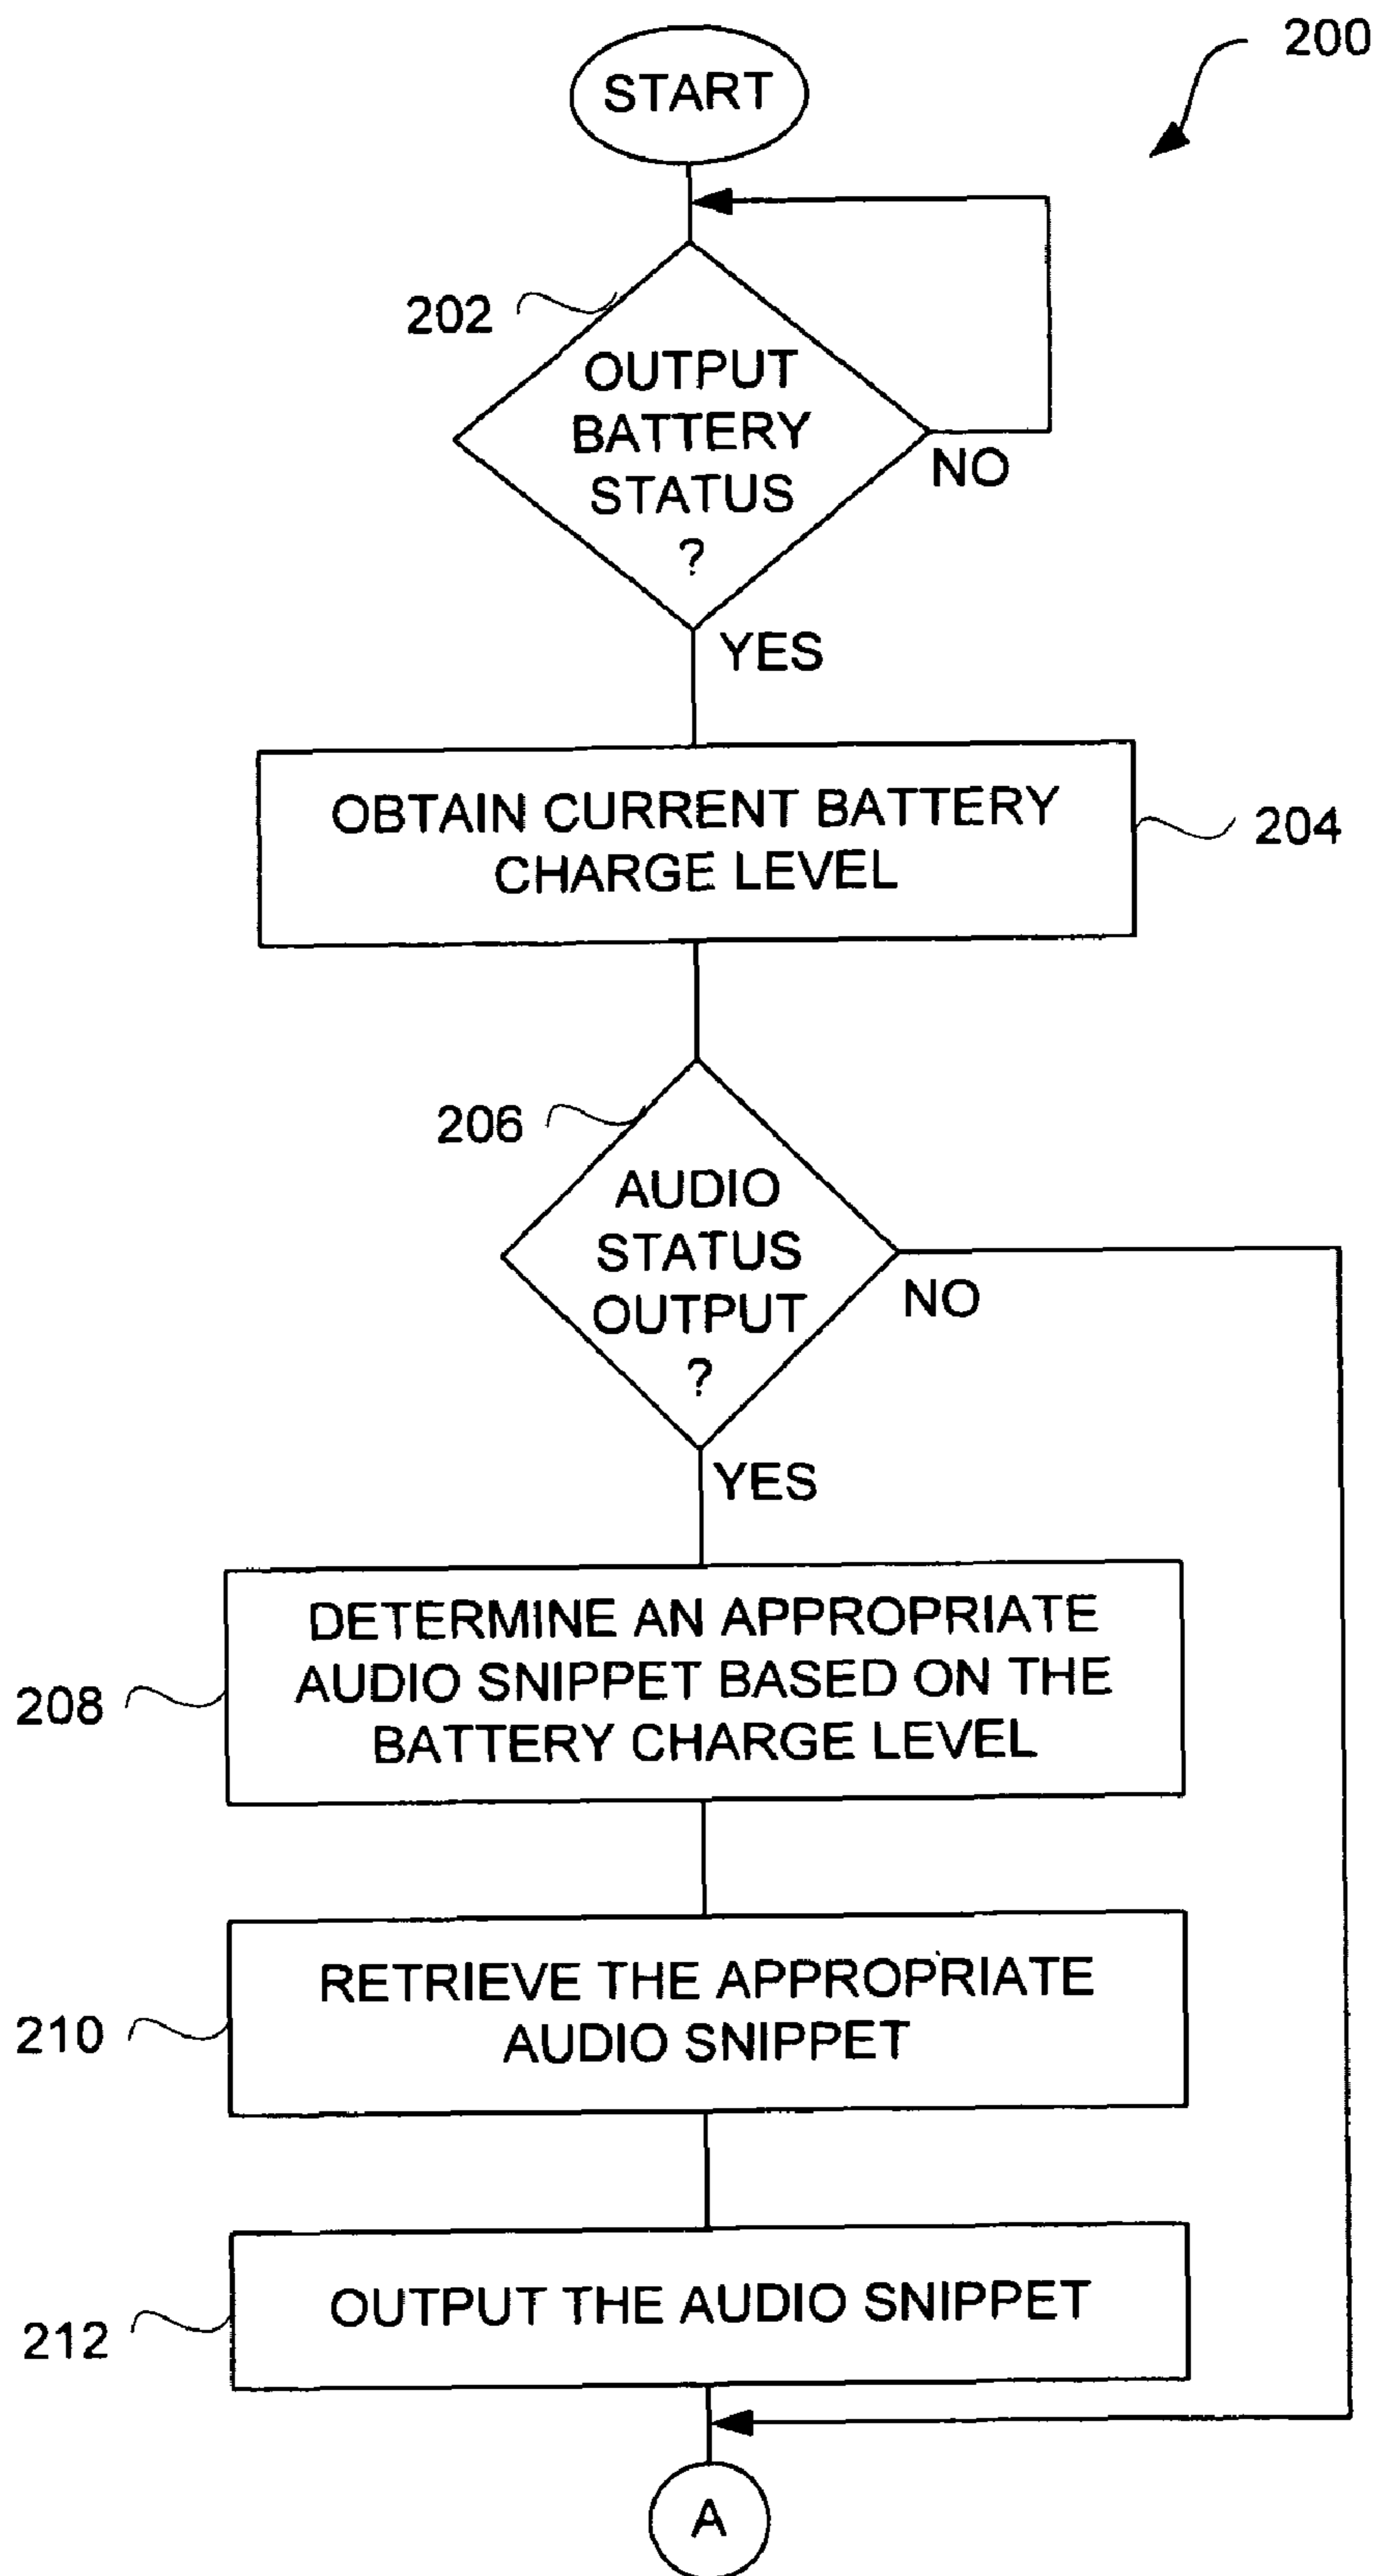 200
START
202
OUTPUT
BATTERY
STATUS
?
NO
YES
OBTAIN CURRENT BATTERY
CHARGE LEVEL
204
206
AUDIO
STATUS
OUTPUT
?
NO
YES
208
DETERMINE AN APPROPRIATE
AUDIO SNIPPET BASED ON THE
BATTERY CHARGE LEVEL
210
RETRIEVE THE APPROPRIATE
AUDIO SNIPPET
212
OUTPUT THE AUDIO SNIPPET
A